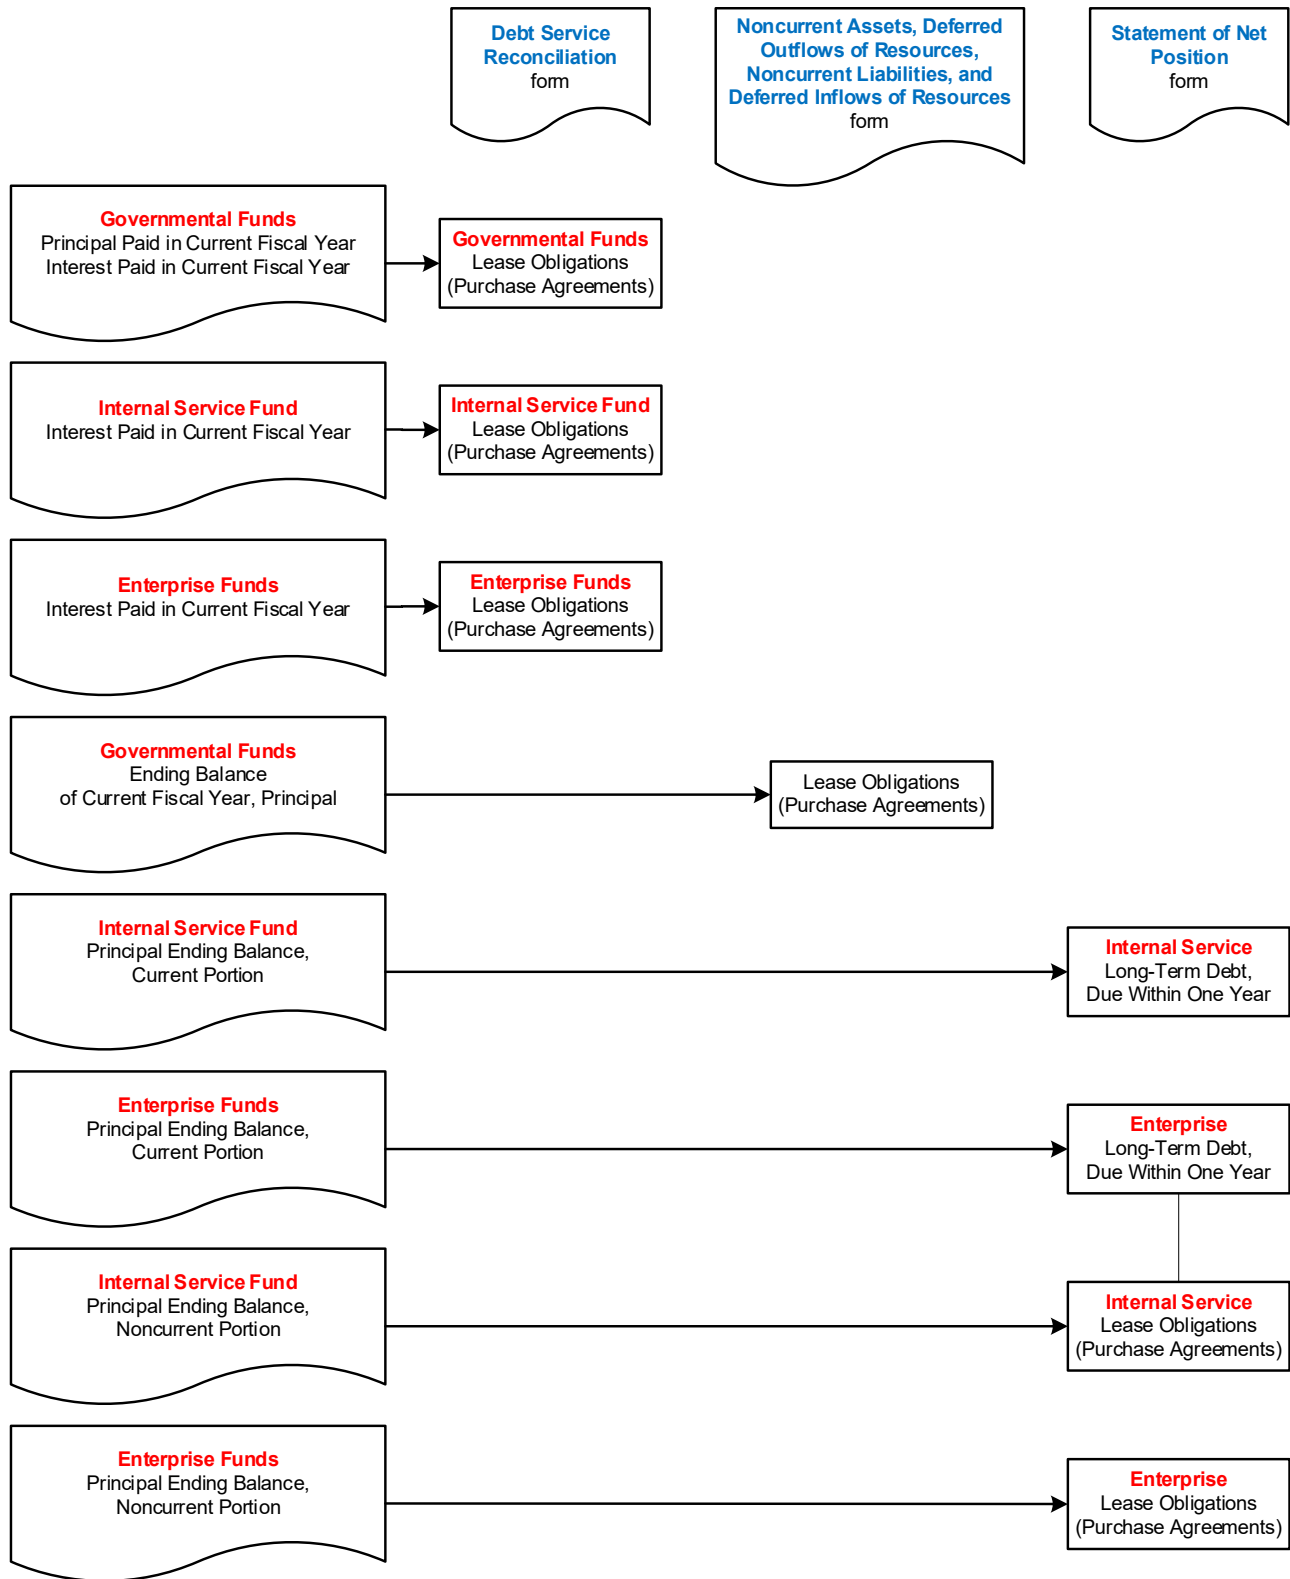 Debt Service
Reconciliation
form
Noncurrent Assets, Deferred
Outflows of Resources,
Noncurrent Liabilities, and
Deferred Inflows of Resources
form
Statement of Net
Position
form
Governmental Funds
Principal Paid in Current Fiscal Year
Interest Paid in Current Fiscal Year
Governmental Funds
Lease Obligations
(Purchase Agreements)
Internal Service Fund
Interest Paid in Current Fiscal Year
Internal Service Fund
Lease Obligations
(Purchase Agreements)
Enterprise Funds
Interest Paid in Current Fiscal Year
Enterprise Funds
Lease Obligations
(Purchase Agreements)
Governmental Funds
Ending Balance
of Current Fiscal Year, Principal
Lease Obligations
(Purchase Agreements)
Internal Service Fund
Principal Ending Balance,
Current Portion
Internal Service
Long-Term Debt,
Due Within One Year
Enterprise Funds
Principal Ending Balance,
Current Portion
Enterprise
Long-Term Debt,
Due Within One Year
Internal Service Fund
Principal Ending Balance,
Noncurrent Portion
Internal Service
Lease Obligations
(Purchase Agreements)
Enterprise Funds
Principal Ending Balance,
Noncurrent Portion
Enterprise
Lease Obligations
(Purchase Agreements)